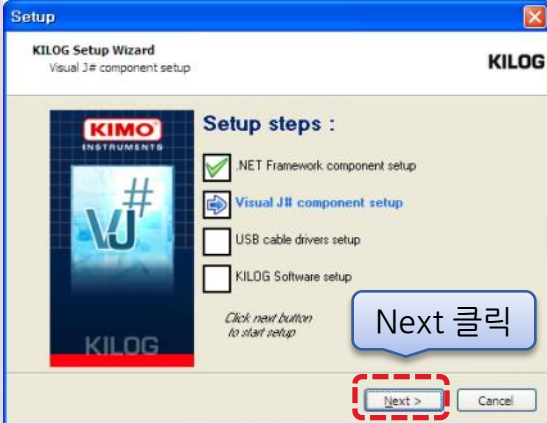 Setup
KILOG Setup Wizard
Visual J# component setup
KILOG
KIMO
INSTRUMENTS
VJ#
KILOG
Setup steps :
.NET Framework component setup
Visual J# component setup
USB cable drivers setup
KILOG Software setup
Click next button
to start setup
Next 클릭
Next >
Cancel